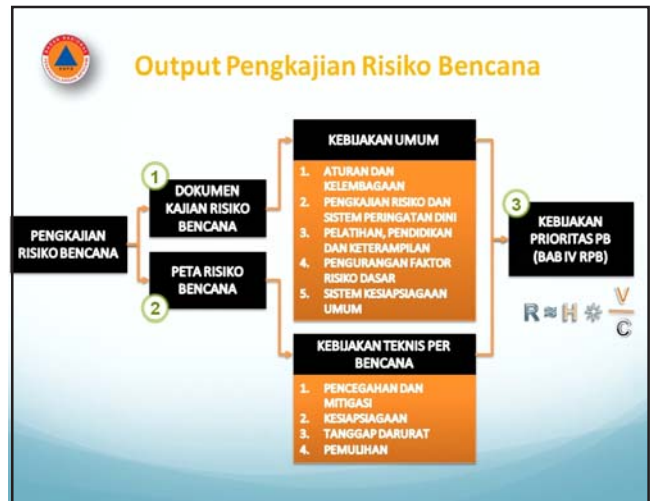 Output Pengkajian Risiko Bencana
PENGKAJIAN
RISIKO BENCANA
1
DOKUMEN
KAJIAN RISIKO
BENCANA
PETA RISIKO
BENCANA
2
KEBIJAKAN UMUM
1. ATURAN DAN
KELEMBAGAAN
2. PENGKAJIAN RISIKO DAN
SISTEM PERINGATAN DINI
3. PELATIHAN, PENDIDIKAN
DAN KETERAMPILAN
4. PENGURANGAN FAKTOR
RISIKO DASAR
5. SISTEM KESIAPSIAGAAN
UMUM
KEBIJAKAN TEKNIS PER
BENCANA
1. PENCEGAHAN DAN
MITIGASI
2. KESIAPSIAGAAN
3. TANGGAP DARURAT
4. PEMULIHAN
3
KEBIJAKAN
PRIORITAS PB
(BAB IV RPB)
V
R ≈ H ❊
C